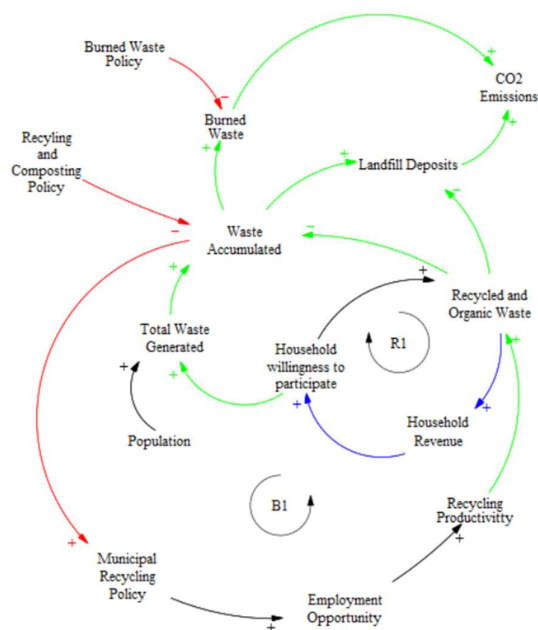 Burned Waste
Policy
CO2
Emissions
Burned
Waste
Recyling
and
Composting
Policy
Landfill Deposits
Waste
Accumulated
Recycled and
Organic Waste
Total Waste
Generated
Household
willingness to
participate
R1
Household
Revenue
Population
B1
Recycling
Productivitty
Municipal
Recycling
Policy
Employment
Opportunity